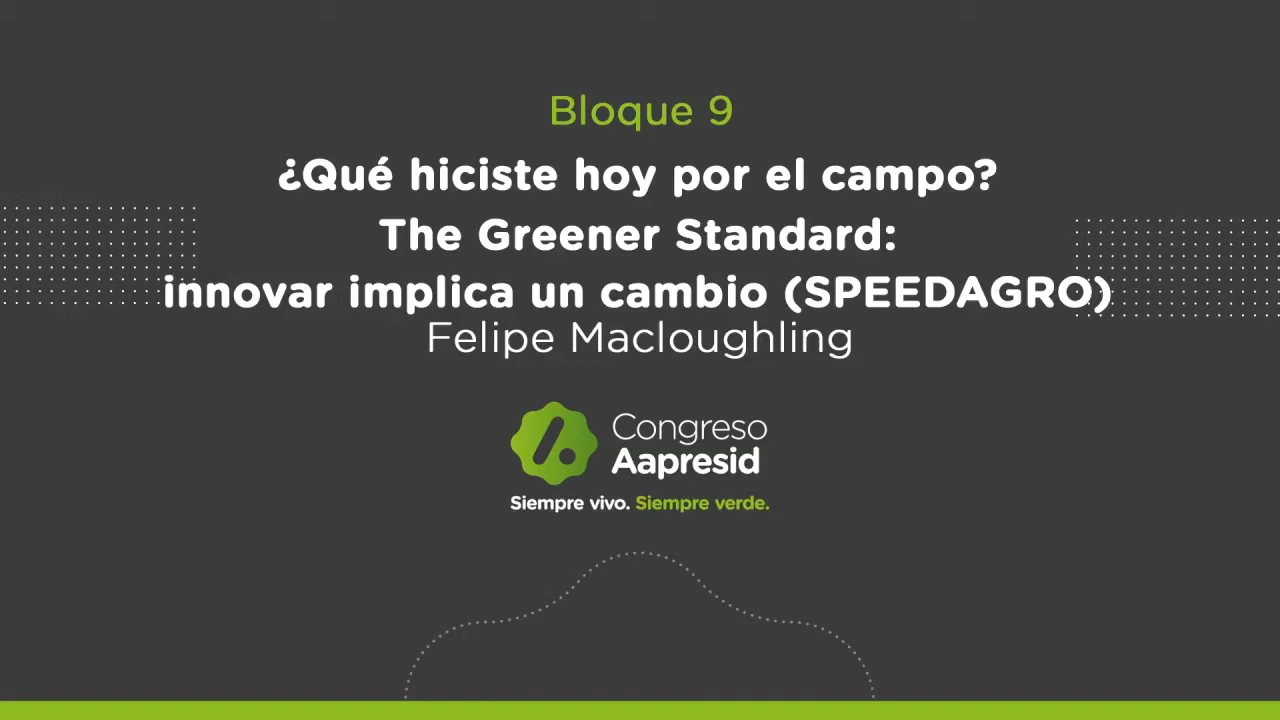 Bloque 9
¿Qué hiciste hoy por el campo?
The Greener Standard:
innovar implica un cambio (SPEEDAGRO)
Felipe Macloughling
Congreso
Aapresid
Siempre vivo. Siempre verde.